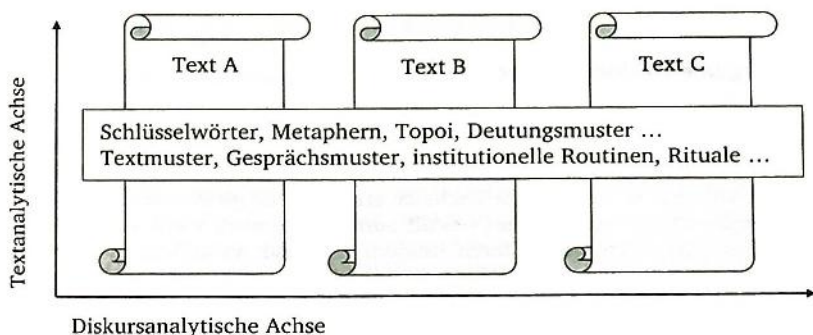 Text A
Text B
Text C
Schlüsselwörter, Metaphern, Topoi, Deutungsmuster ...
Textmuster, Gesprächsmuster, institutionelle Routinen, Rituale ...
Textanalytische Achse
Diskursanalytische Achse